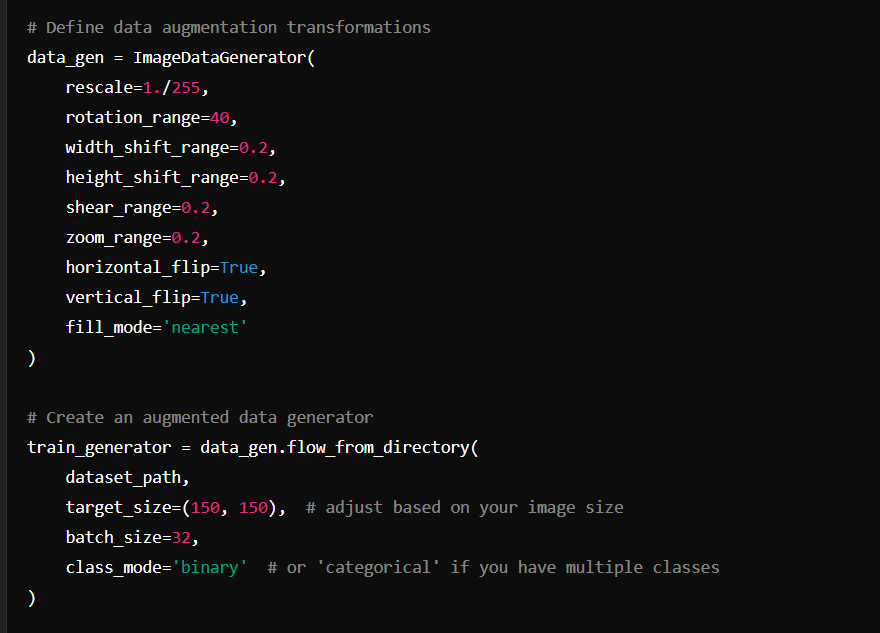 # Define data augmentation transformations
data_gen = ImageDataGenerator(
    rescale=1./255,
    rotation_range=40,
    width_shift_range=0.2,
    height_shift_range=0.2,
    shear_range=0.2,
    zoom_range=0.2,
    horizontal_flip=True,
    vertical_flip=True,
    fill_mode='nearest'
)

# Create an augmented data generator
train_generator = data_gen.flow_from_directory(
    dataset_path,
    target_size=(150, 150),  # adjust based on your image size
    batch_size=32,
    class_mode='binary'  # or 'categorical' if you have multiple classes
)